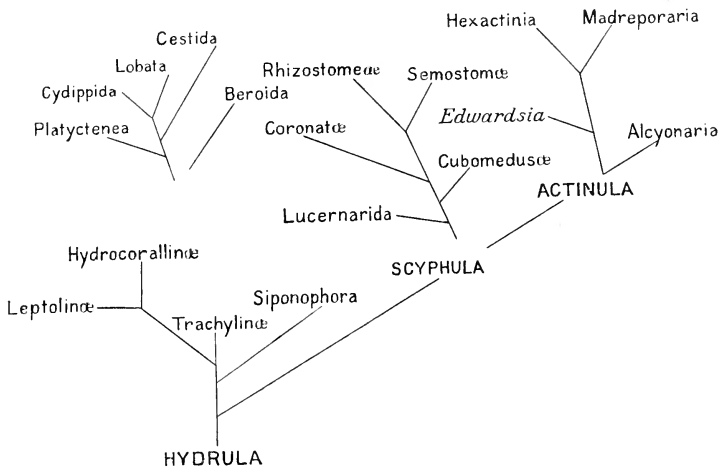 Hexactinia
Madreporaria
Cestida
Lobata
Rhizostomeæ
Semostomæ
Cydippida
Beroida
Edwardsia
Platyctenea
Coronatæ
Alcyonaria
Cubomedusæ
ACTINULA
Lucernarida
Hydrocorallinæ
SCYPHULA
Siponophora
Leptolinæ
Trachylinæ
HYDRULA